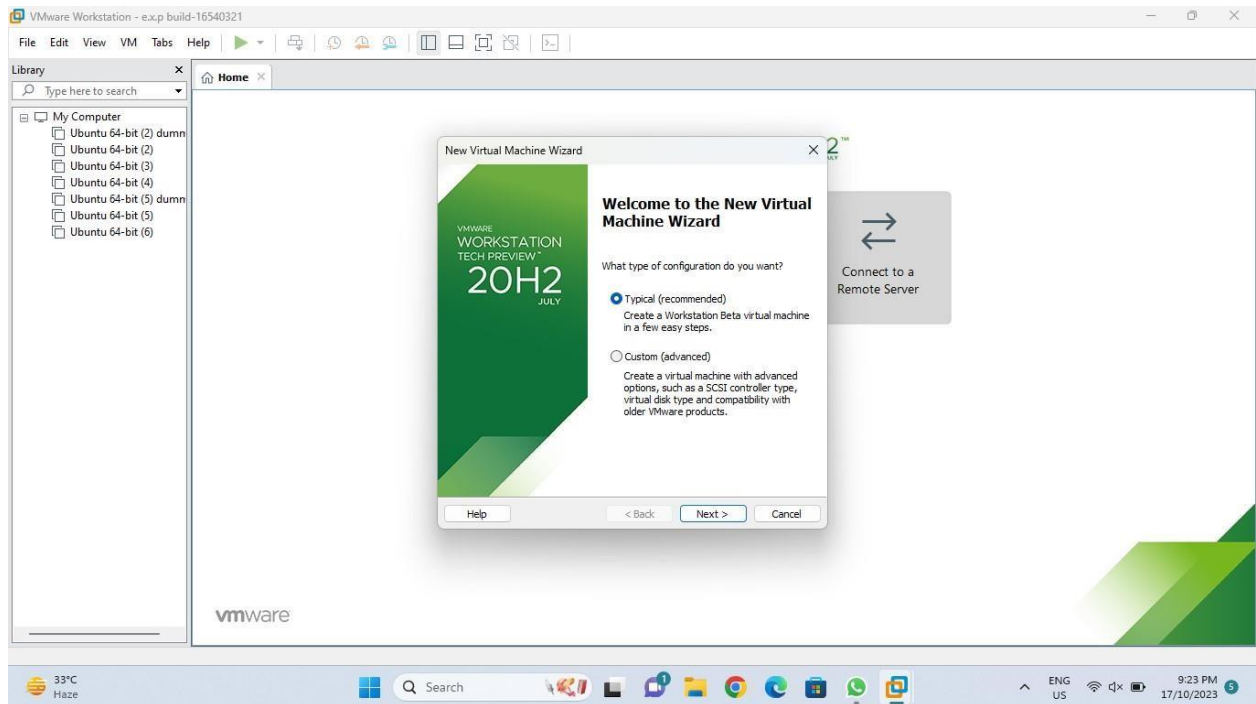 VMware Workstation - e.x.p build-16540321
File Edit View VM Tabs Help
Library
Type here to search
Home
My Computer
Ubuntu 64-bit (2) dumm
Ubuntu 64-bit (2)
Ubuntu 64-bit (3)
Ubuntu 64-bit (4)
Ubuntu 64-bit (5) dumm
Ubuntu 64-bit (5)
Ubuntu 64-bit (6)
2™
New Virtual Machine Wizard
VMWARE
WORKSTATION
TECH PREVIEW™
20H2
JULY
Welcome to the New Virtual
Machine Wizard
What type of configuration do you want?
Typical (recommended)
Create a Workstation Beta virtual machine
in a few easy steps.
Custom (advanced)
Create a virtual machine with advanced
options, such as a SCSI controller type,
virtual disk type and compatibility with
older VMware products.
Help
< Back
Next >
Cancel
Connect to a
Remote Server
vmware
33°C
Haze
Search
1
ENG
US
9:23 PM
17/10/2023
5